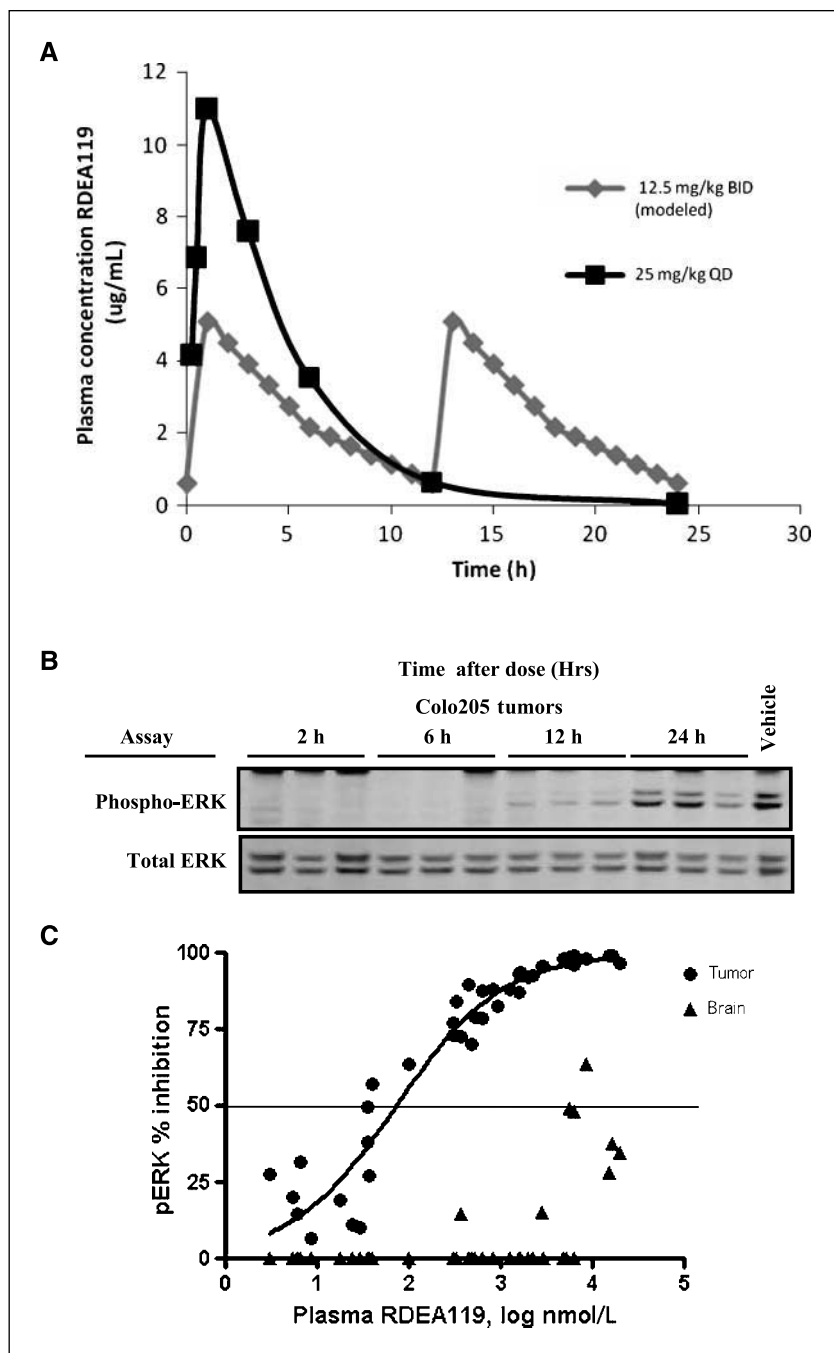 A
Plasma concentration RDEA119
(ug/mL)
12
10
8
6
4
2
0
0 5 10 15 20 25 30
Time (h)
12.5 mg/kg BID
(modeled)
25 mg/kg QD
B
Time after dose (Hrs)
Colo205 tumors
Assay 2 h 6 h 12 h 24 h Vehicle
Phospho-ERK
Total ERK
C
pERK % inhibition
100
75
50
25
0
0 1 2 3 4 5
Plasma RDEA119, log nmol/L
Tumor
Brain